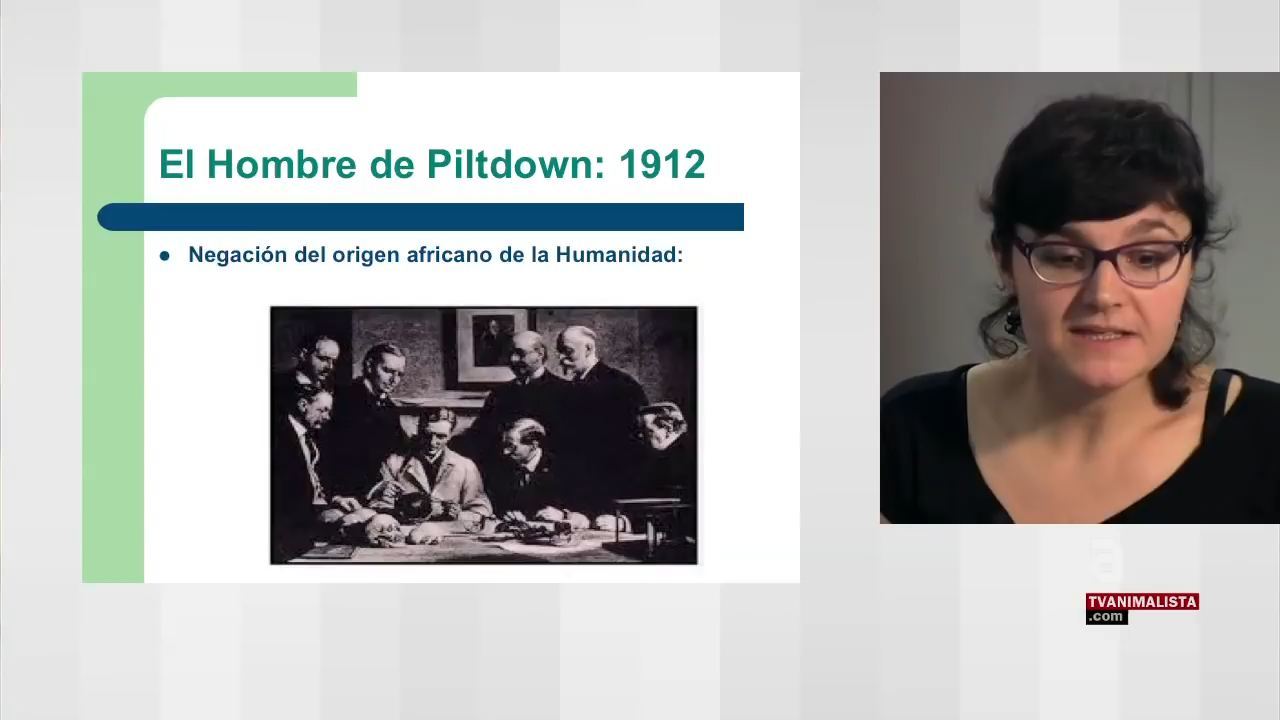 El Hombre de Piltdown: 1912
● Negación del origen africano de la Humanidad:
a
TVANIMALISTA
.com